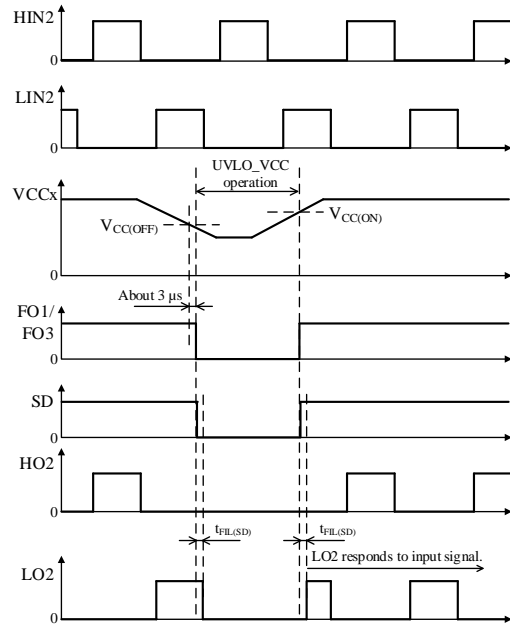 HIN2
0
LIN2
0
UVLO_VCC
operation
VCCx
VCC(OFF)
VCC(ON)
0
About 3 µs
FO1/
FO3
0
SD
0
HO2
0
tFIL(SD)
tFIL(SD)
LO2 responds to input signal.
LO2
0